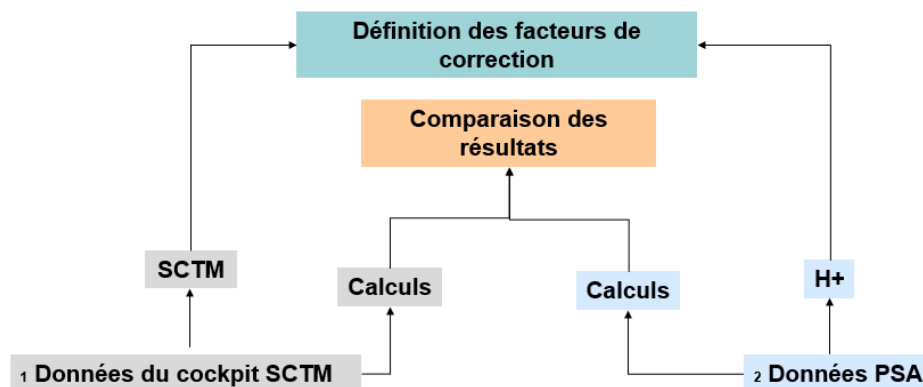 Définition des facteurs de
correction
Comparaison des
résultats
SCTM
Calculs
Calculs
H+
1 Données du cockpit SCTM
2 Données PSA